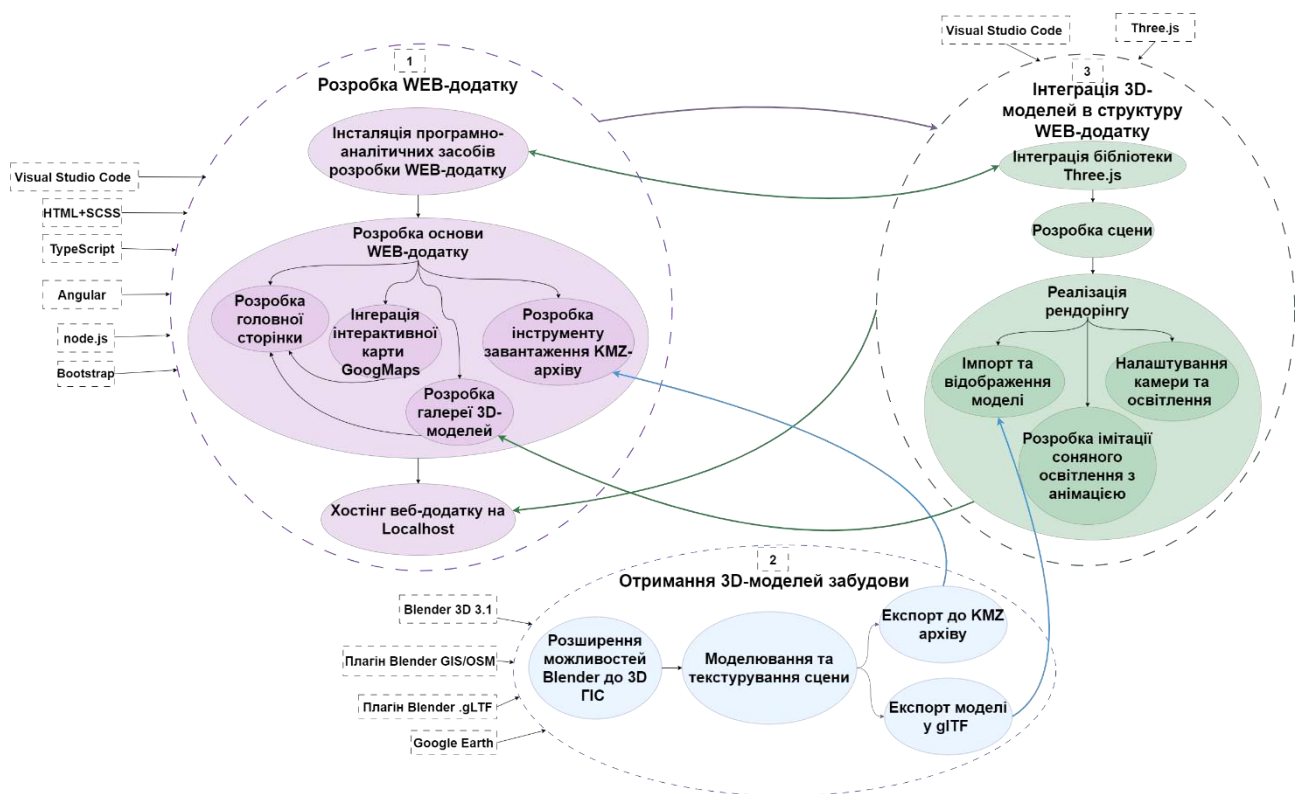 Visual Studio Code
Three.js
1
Розробка WEB-додатку
Інсталяція програмно-
аналітичних засобів
розробки WEB-додатку
Visual Studio Code
HTML+SCSS
TypeScript
Angular
node.js
Bootstrap
Розробка основи
WEB-додатку
Розробка
головної
сторінки
Інгерація
інтерактивної
карти
GoogMaps
Розробка
інструменту
завантаження KMZ-
архіву
Розробка
галереї 3D-
моделей
Хостінг веб-додатку на
Localhost
3
Інтеграція 3D-
моделей в структуру
WEB-додатку
Інтеграція бібліотеки
Three.js
Розробка сцени
Реалізація
рендорінгу
Імпорт та
відображення
моделі
Налаштування
камери та
освітлення
Розробка імітації
соняного
освітлення з
анімацією
2
Отримання 3D-моделей забудови
Blender 3D 3.1
Плагін Blender GIS/OSM
Плагін Blender .gLTF
Google Earth
Розширення
можливостей
Blender до 3D
ГІС
Моделювання та
текстурування сцени
Експорт до KMZ
архіву
Експорт моделі
у glTF